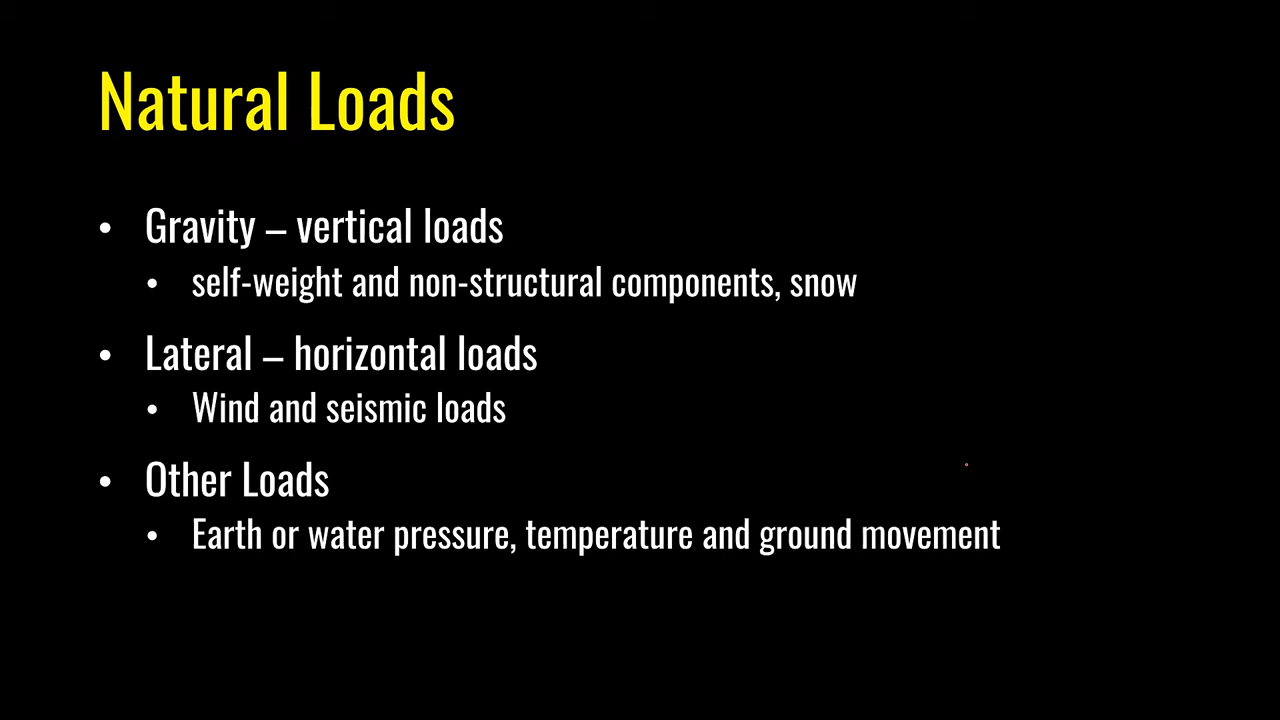 Natural Loads
• Gravity – vertical loads
• self-weight and non-structural components, snow
• Lateral – horizontal loads
• Wind and seismic loads
• Other Loads
• Earth or water pressure, temperature and ground movement